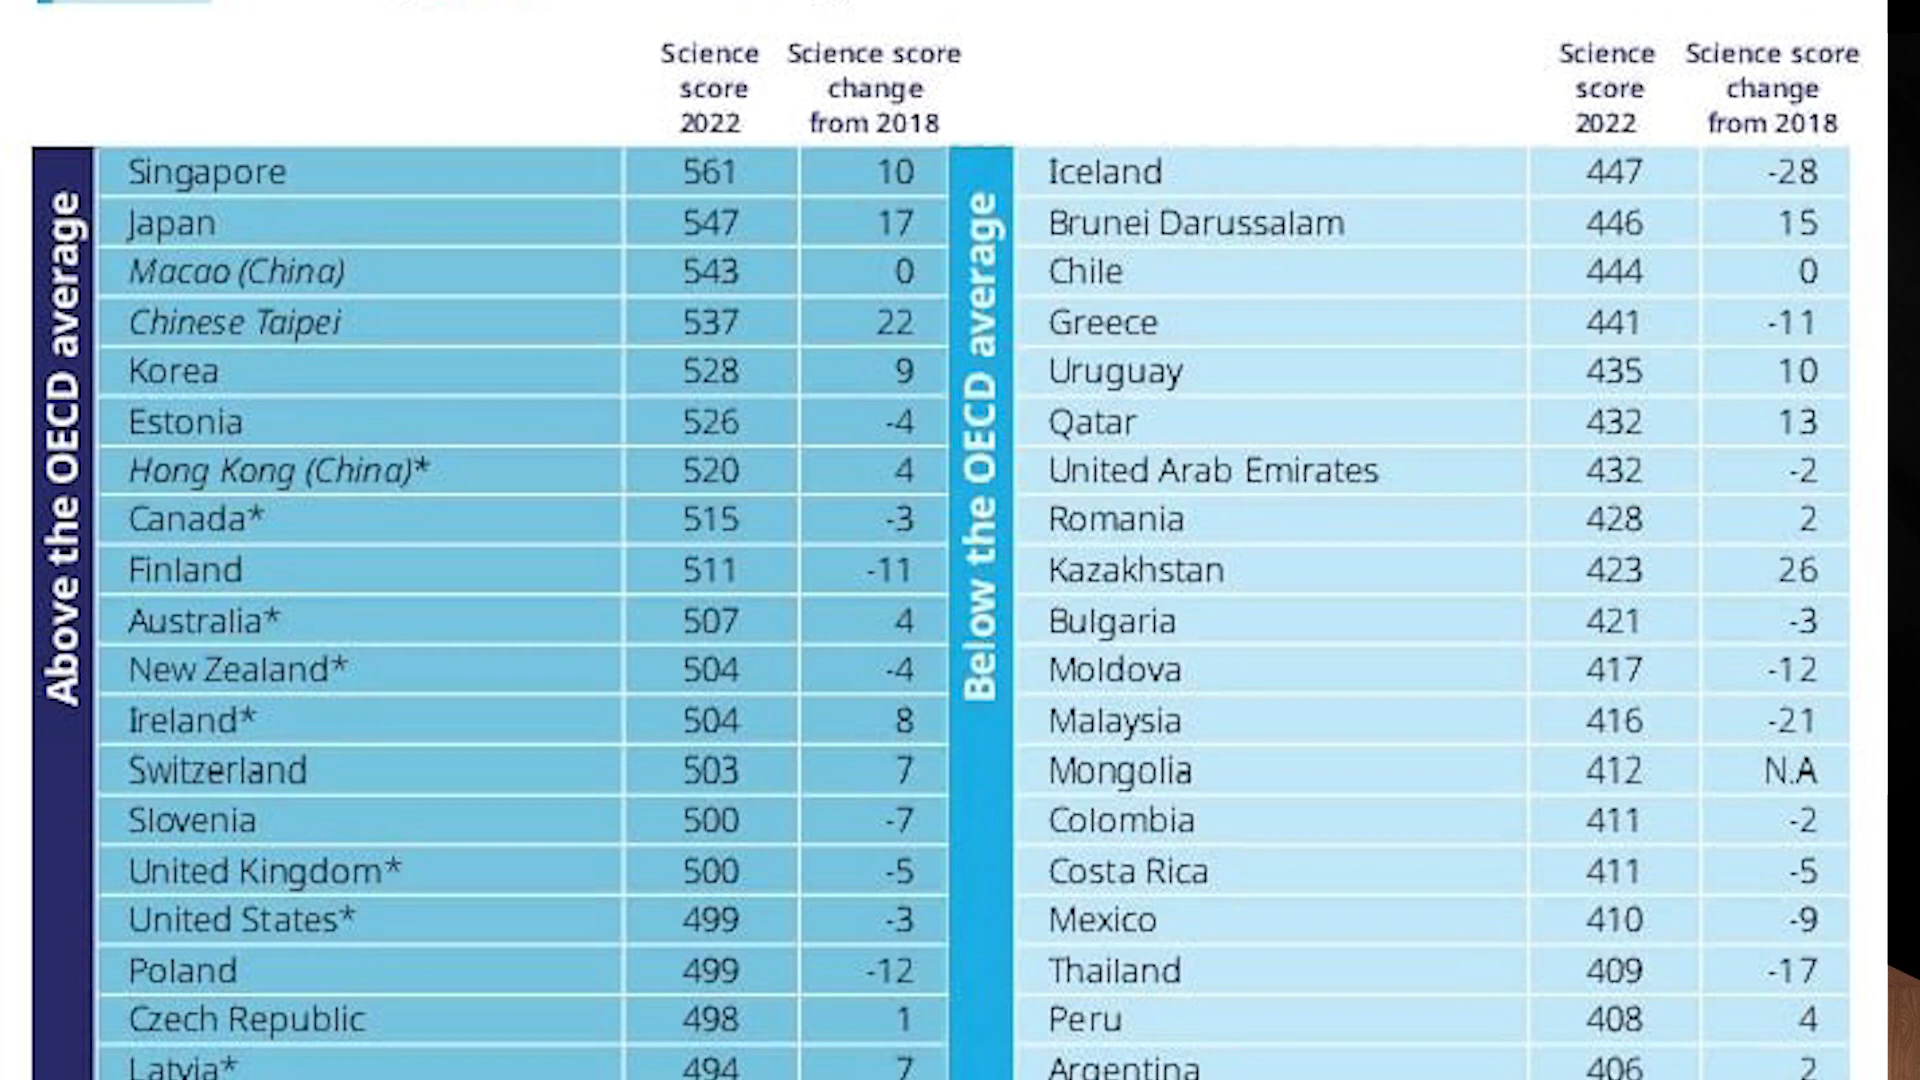 Science Science score
score change
2022 from 2018
Above the OECD average
Singapore 561 10
Japan 547 17
Macao (China) 543 0
Chinese Taipei 537 22
Korea 528 9
Estonia 526 -4
Hong Kong (China)* 520 4
Canada* 515 -3
Finland 511 -11
Australia* 507 4
New Zealand* 504 -4
Ireland* 504 8
Switzerland 503 7
Slovenia 500 -7
United Kingdom* 500 -5
United States* 499 -3
Poland 499 -12
Czech Republic 498 1
Latvia* 494 7
Science Science score
score change
2022 from 2018
Below the OECD average
Iceland 447 -28
Brunei Darussalam 446 15
Chile 444 0
Greece 441 -11
Uruguay 435 10
Qatar 432 13
United Arab Emirates 432 -2
Romania 428 2
Kazakhstan 423 26
Bulgaria 421 -3
Moldova 417 -12
Malaysia 416 -21
Mongolia 412 N.A
Colombia 411 -2
Costa Rica 411 -5
Mexico 410 -9
Thailand 409 -17
Peru 408 4
Argentina 406 2